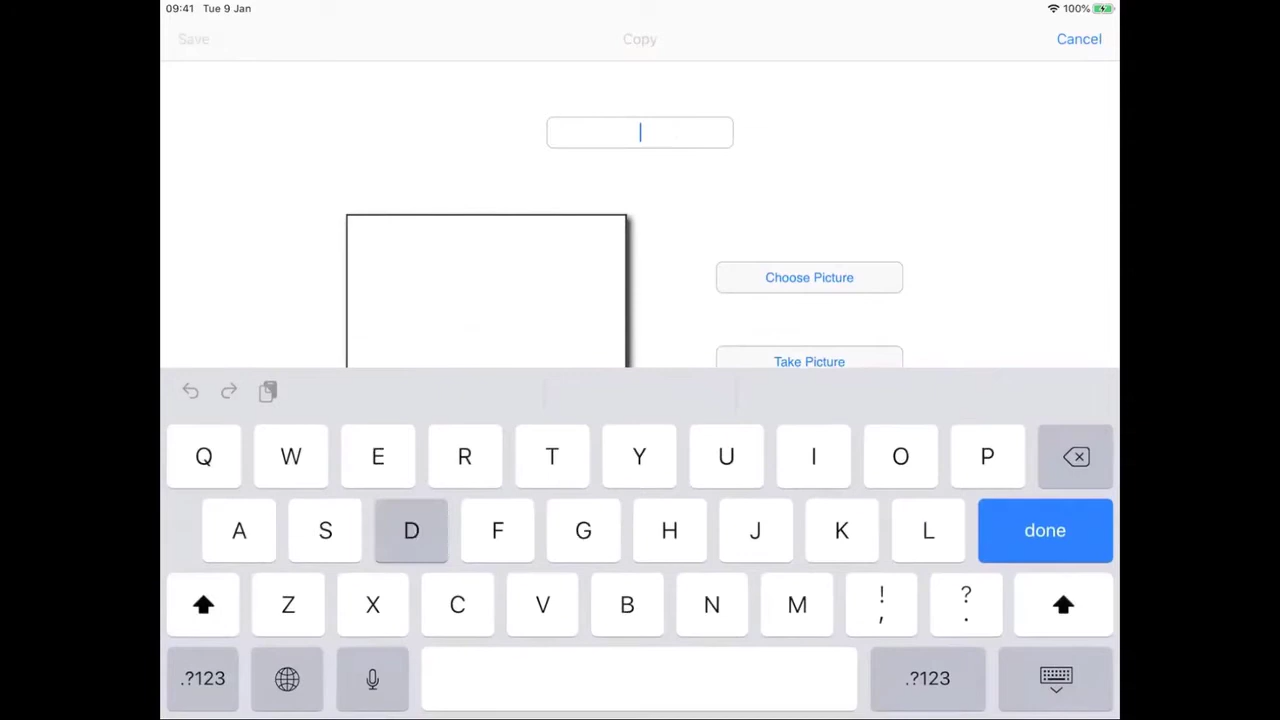 09:41 Tue 9 Jan 100%
Save Copy Cancel
Choose Picture
Take Picture
Q W E R T Y U I O P
A S D F G H J K L done
Z X C V B N M ! , ? .
.?123 .?123